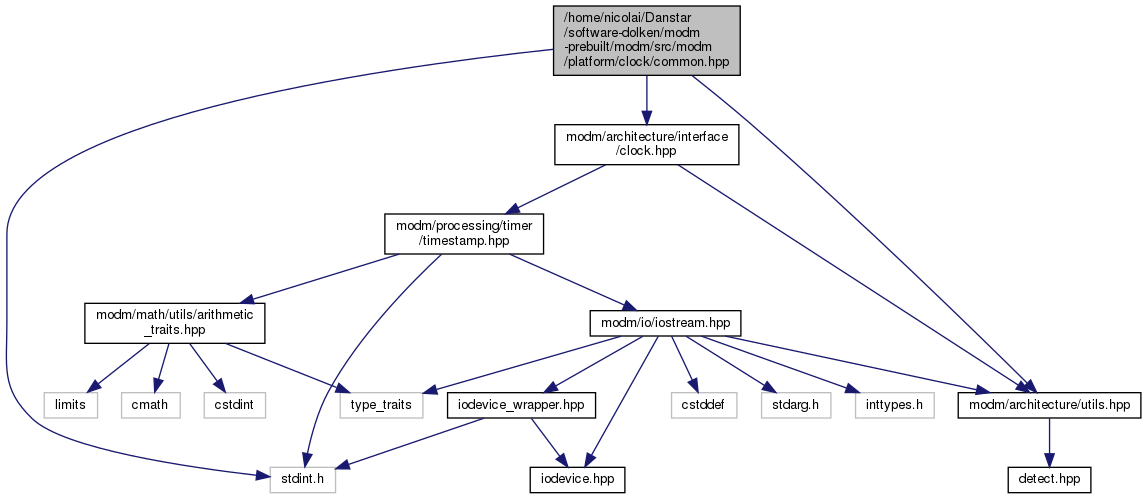 /home/nicolai/Danstar
/software-dolken/modm
-prebuilt/modm/src/modm
/platform/clock/common.hpp
modm/architecture/interface
/clock.hpp
modm/processing/timer
/timestamp.hpp
modm/math/utils/arithmetic
_traits.hpp
modm/io/iostream.hpp
limits
cmath
cstdint
type_traits
iodevice_wrapper.hpp
cstddef
stdarg.h
inttypes.h
modm/architecture/utils.hpp
stdint.h
iodevice.hpp
detect.hpp